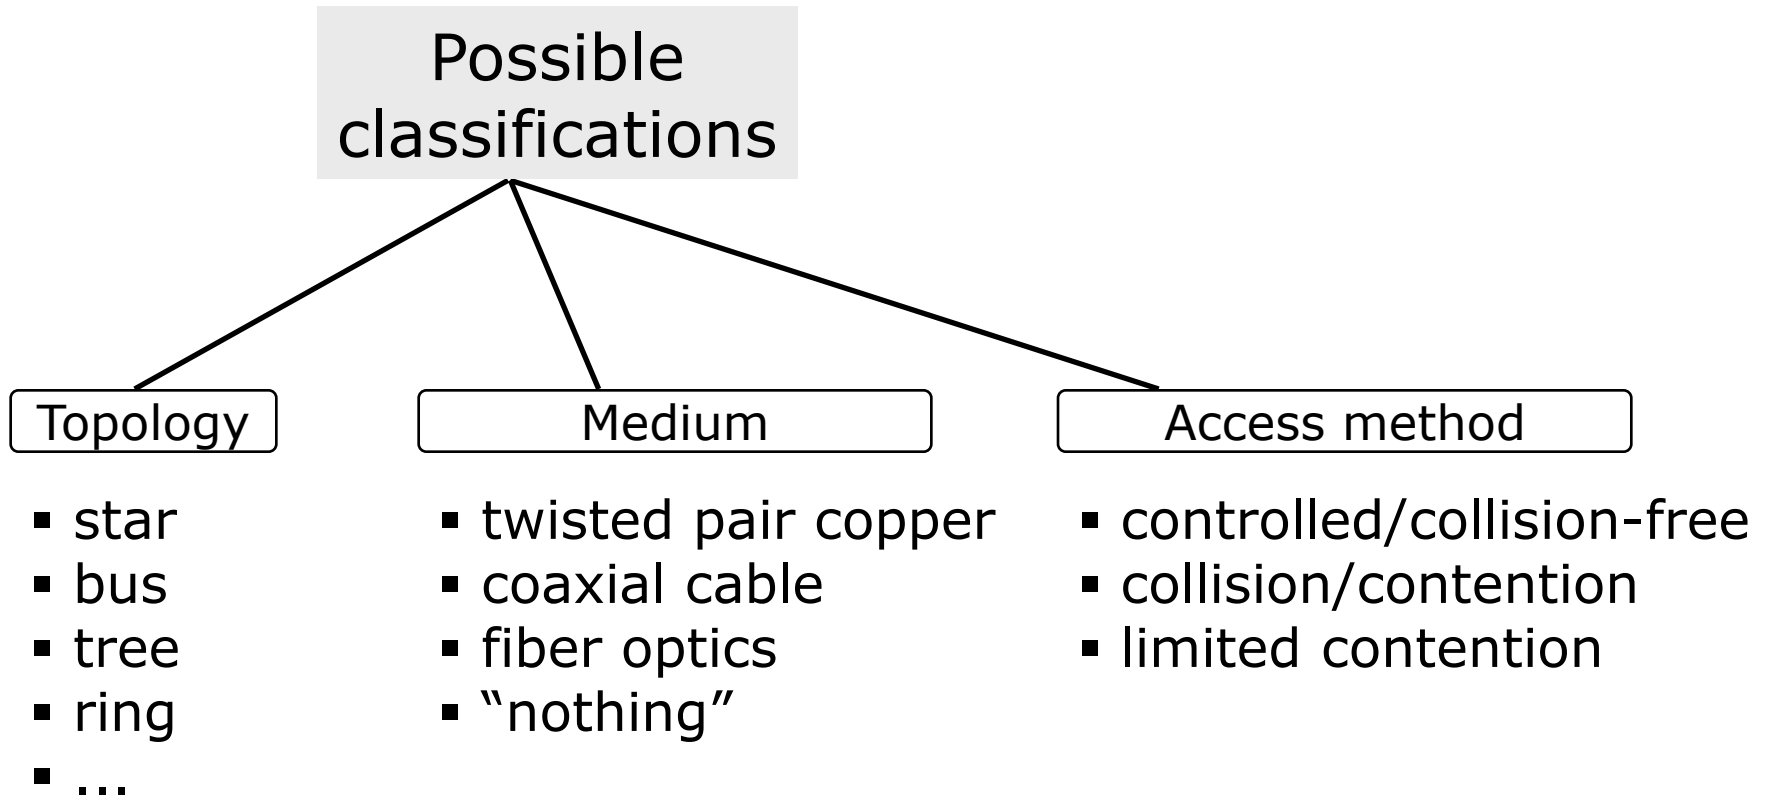 Possible
classifications
Topology
Medium
Access method
▪ star
▪ bus
▪ tree
▪ ring
▪ ...
▪ twisted pair copper
▪ coaxial cable
▪ fiber optics
▪ “nothing”
▪ controlled/collision-free
▪ collision/contention
▪ limited contention